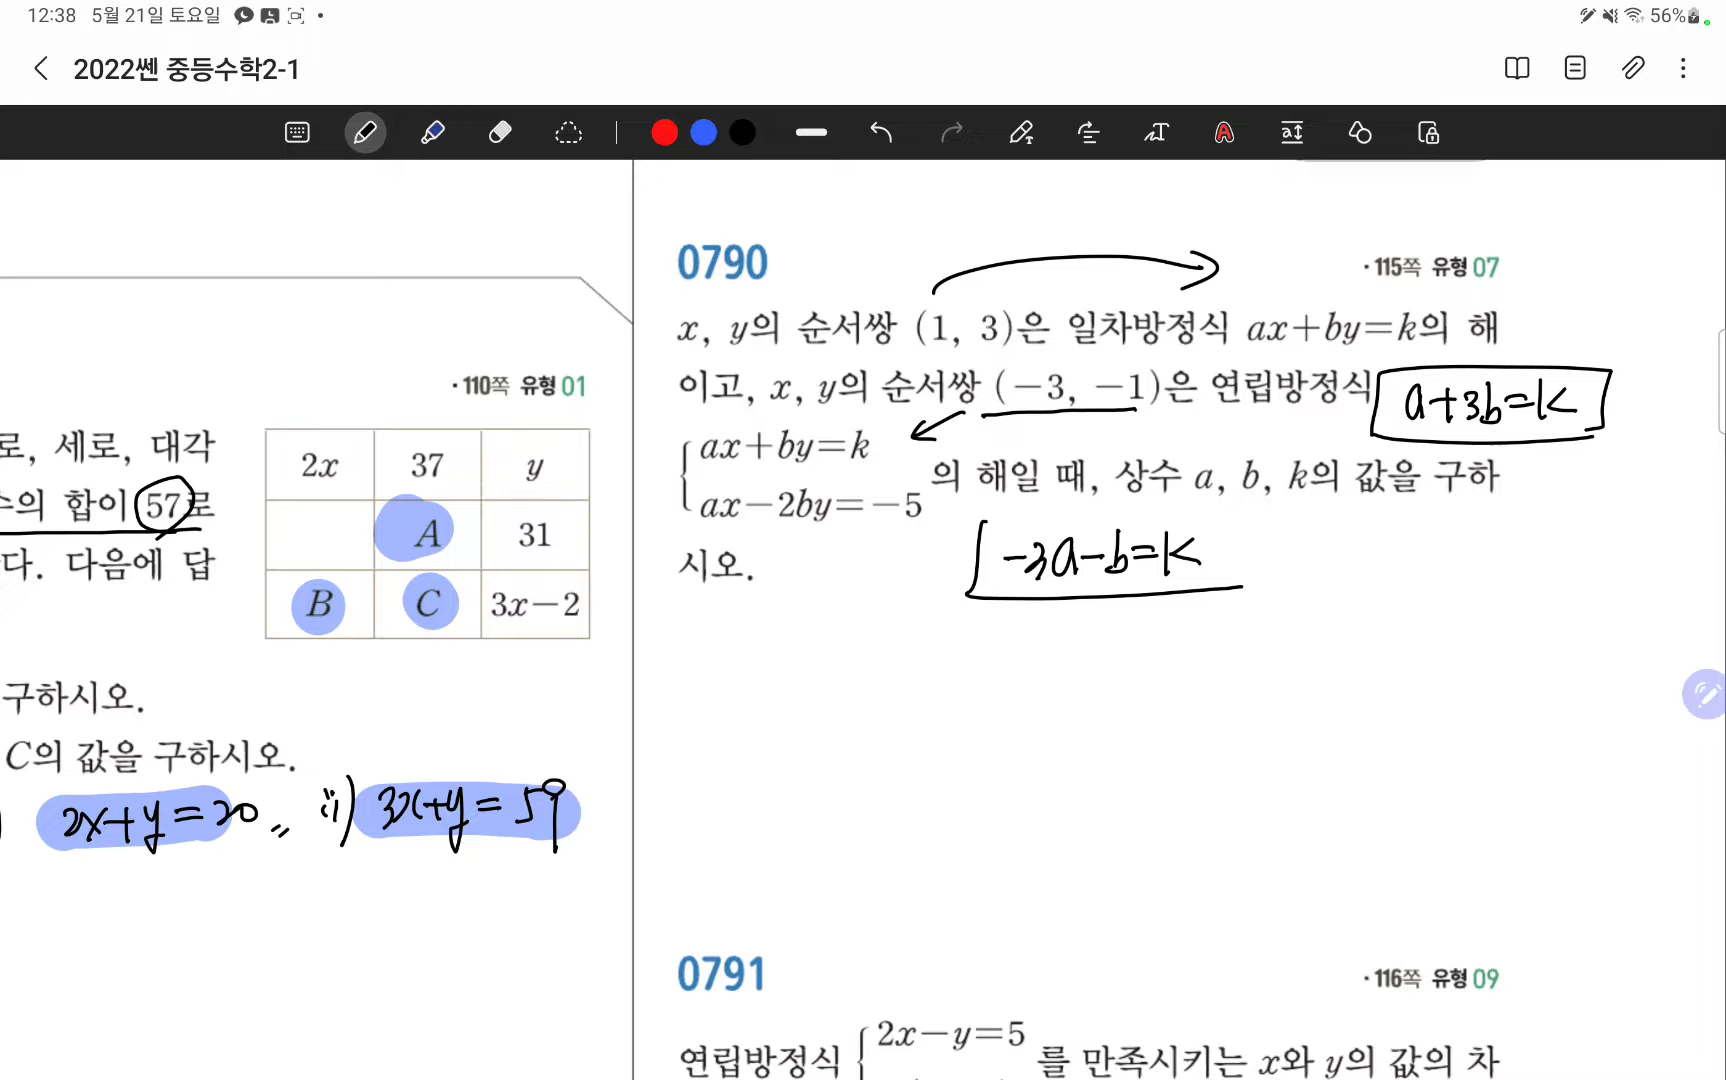 12:38 5월 21일 토요일
56%
2022쎈 중등수학2-1
· 110쪽 유형 01
로, 세로, 대각
수의 합이 57로
다. 다음에 답
2x 37 y
A 31
B C 3x-2
구하시오.
C의 값을 구하시오.
2x+y=20 ii) 3x+y=59
0790
· 115쪽 유형 07
x, y의 순서쌍 (1, 3)은 일차방정식 ax+by=k의 해
이고, x, y의 순서쌍 (-3, -1)은 연립방정식
a+3b=k
ax+by=k
ax-2by=-5
의 해일 때, 상수 a, b, k의 값을 구하
시오.
-3a-b=k
0791
· 116쪽 유형 09
연립방정식 { 2x-y=5 를 만족시키는 x와 y의 값의 차